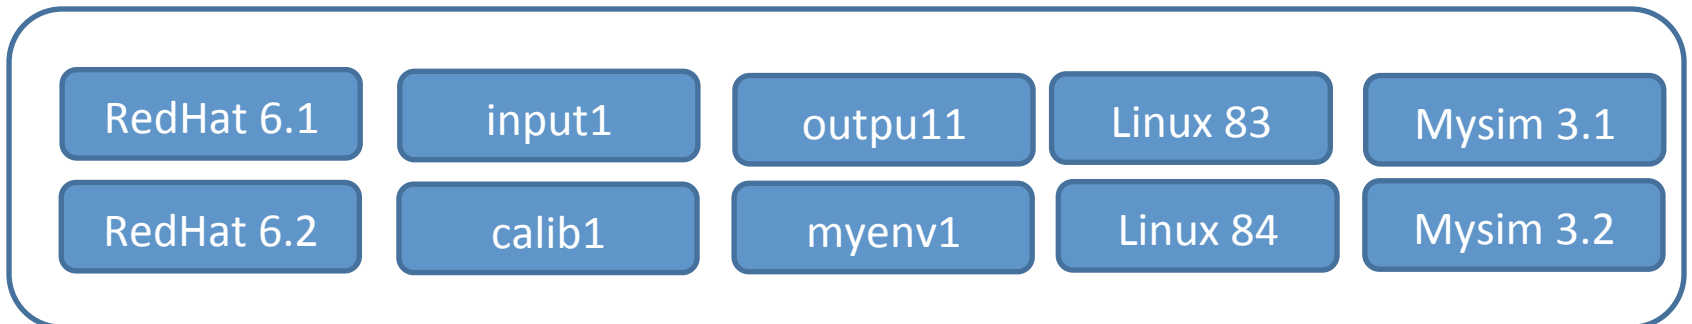 RedHat 6.1
input1
outpu11
Linux 83
Mysim 3.1
RedHat 6.2
calib1
myenv1
Linux 84
Mysim 3.2